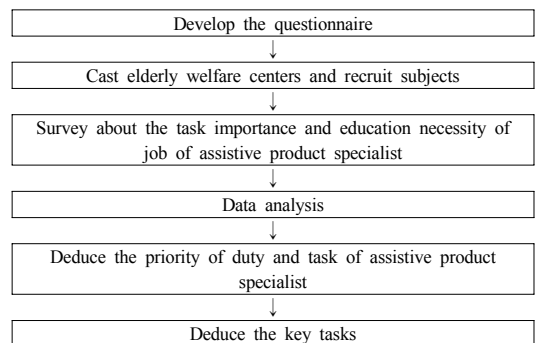 Develop the questionnaire
↓
Cast elderly welfare centers and recruit subjects
↓
Survey about the task importance and education necessity of
job of assistive product specialist
↓
Data analysis
↓
Deduce the priority of duty and task of assistive product
specialist
↓
Deduce the key tasks